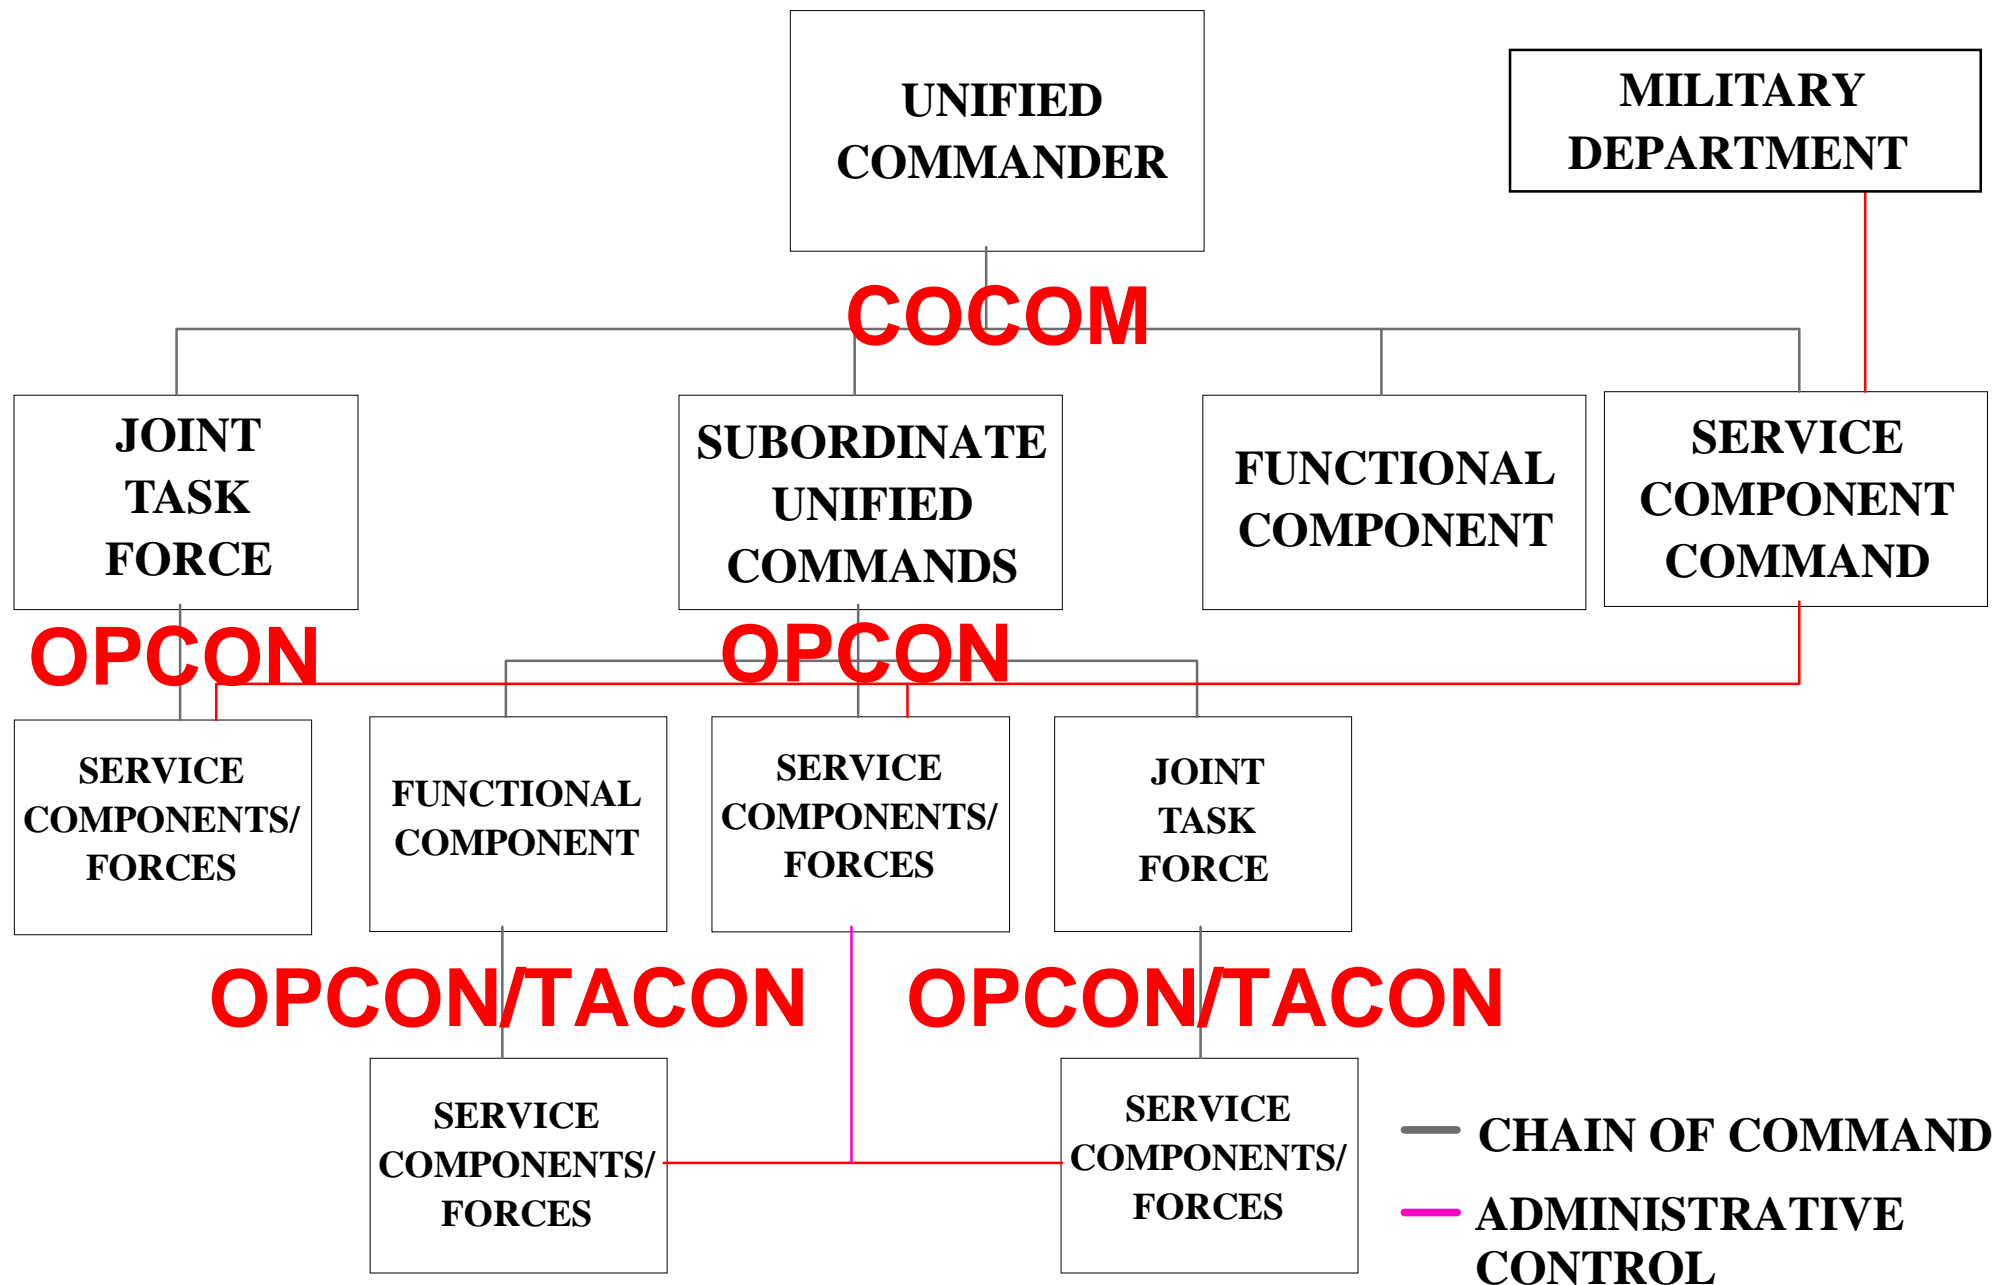 UNIFIED
COMMANDER
MILITARY
DEPARTMENT
COCOM
JOINT
TASK
FORCE
SUBORDINATE
UNIFIED
COMMANDS
FUNCTIONAL
COMPONENT
SERVICE
COMPONENT
COMMAND
OPCON
OPCON
SERVICE
COMPONENTS/
FORCES
FUNCTIONAL
COMPONENT
SERVICE
COMPONENTS/
FORCES
JOINT
TASK
FORCE
OPCON/TACON
OPCON/TACON
SERVICE
COMPONENTS/
FORCES
SERVICE
COMPONENTS/
FORCES
CHAIN OF COMMAND
ADMINISTRATIVE
CONTROL